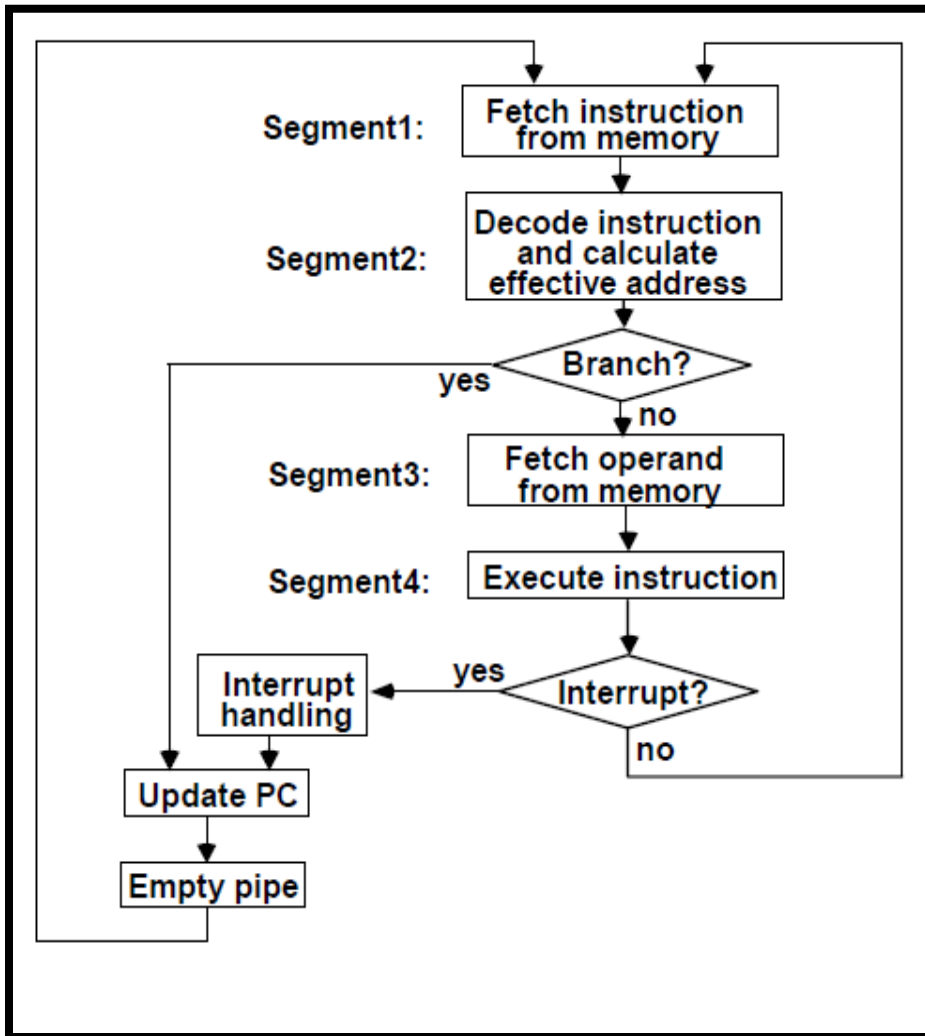 Segment1:
Fetch instruction
from memory
Segment2:
Decode instruction
and calculate
effective address
Branch?
yes
no
Segment3:
Fetch operand
from memory
Segment4:
Execute instruction
Interrupt?
yes
no
Interrupt
handling
Update PC
Empty pipe